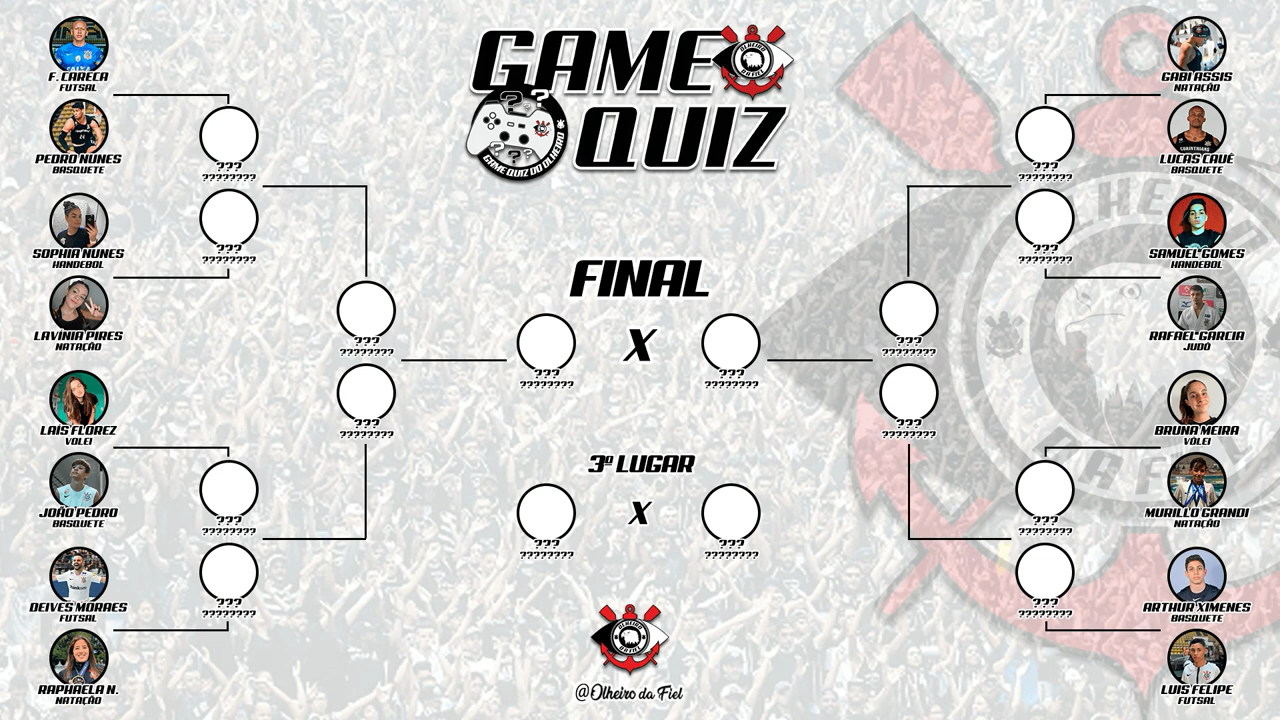 GAME
QUIZ
GAME QUIZ DO OLHEIRO
F. CARECA
FUTSAL
PEDRO NUNES
BASQUETE
???
????????
SOPHIA NUNES
HANDEBOL
???
????????
LAVÍNIA PIRES
NATAÇÃO
LAIS FLOREZ
VOLEI
JOÃO PEDRO
BASQUETE
???
????????
DEIVES MORAES
FUTSAL
???
????????
RAPHAELA N.
NATAÇÃO
???
????????
???
????????
FINAL
???
????????
X
???
????????
3º LUGAR
???
????????
X
???
????????
@Olheiro da Fiel
???
????????
???
????????
GABI ASSIS
NATAÇÃO
LUCAS CAUÊ
BASQUETE
???
????????
SAMUEL GOMES
HANDEBOL
???
????????
RAFAEL GARCIA
JUDÔ
BRUNA MEIRA
VÔLEI
MURILLO GRANDI
NATAÇÃO
???
????????
ARTHUR XIMENES
BASQUETE
???
????????
LUIS FELIPE
FUTSAL